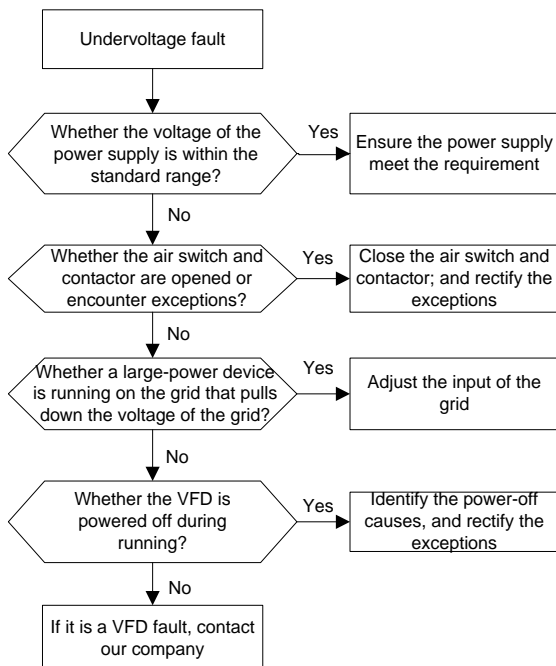 Undervoltage fault
Whether the voltage of the
power supply is within the
standard range?
Yes
Ensure the power supply
meet the requirement
No
Whether the air switch and
contactor are opened or
encounter exceptions?
Yes
Close the air switch and
contactor; and rectify the
exceptions
No
Whether a large-power device
is running on the grid that pulls
down the voltage of the grid?
Yes
Adjust the input of the
grid
No
Whether the VFD is
powered off during
running?
Yes
Identify the power-off
causes, and rectify the
exceptions
No
If it is a VFD fault, contact
our company